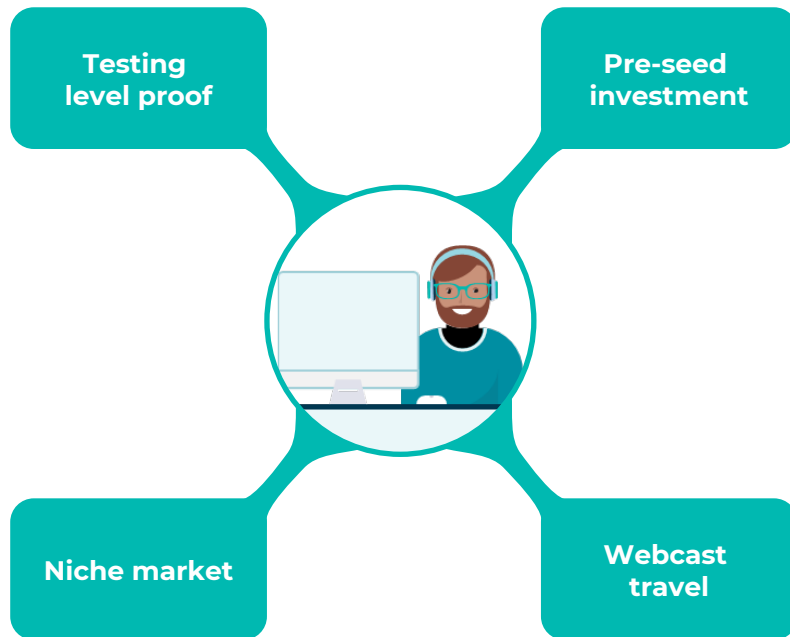 Testing
level proof
Pre-seed
investment
Niche market
Webcast
travel